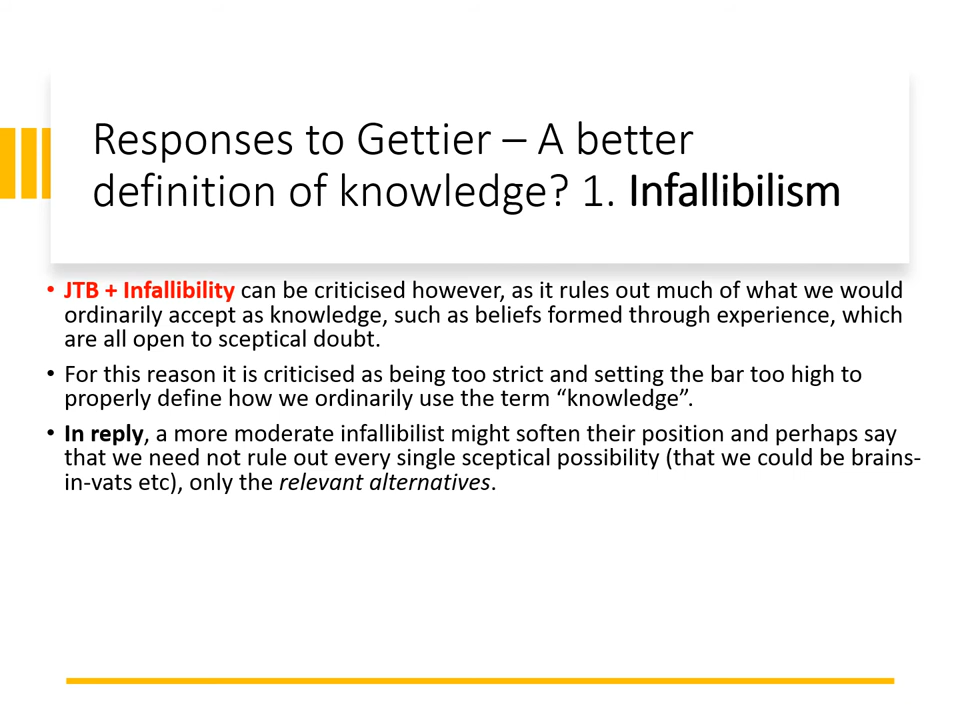 Responses to Gettier – A better
definition of knowledge? 1. Infallibilism
• JTB + Infallibility can be criticised however, as it rules out much of what we would
ordinarily accept as knowledge, such as beliefs formed through experience, which
are all open to sceptical doubt.
• For this reason it is criticised as being too strict and setting the bar too high to
properly define how we ordinarily use the term “knowledge”.
• In reply, a more moderate infallibilist might soften their position and perhaps say
that we need not rule out every single sceptical possibility (that we could be brains-
in-vats etc), only the relevant alternatives.